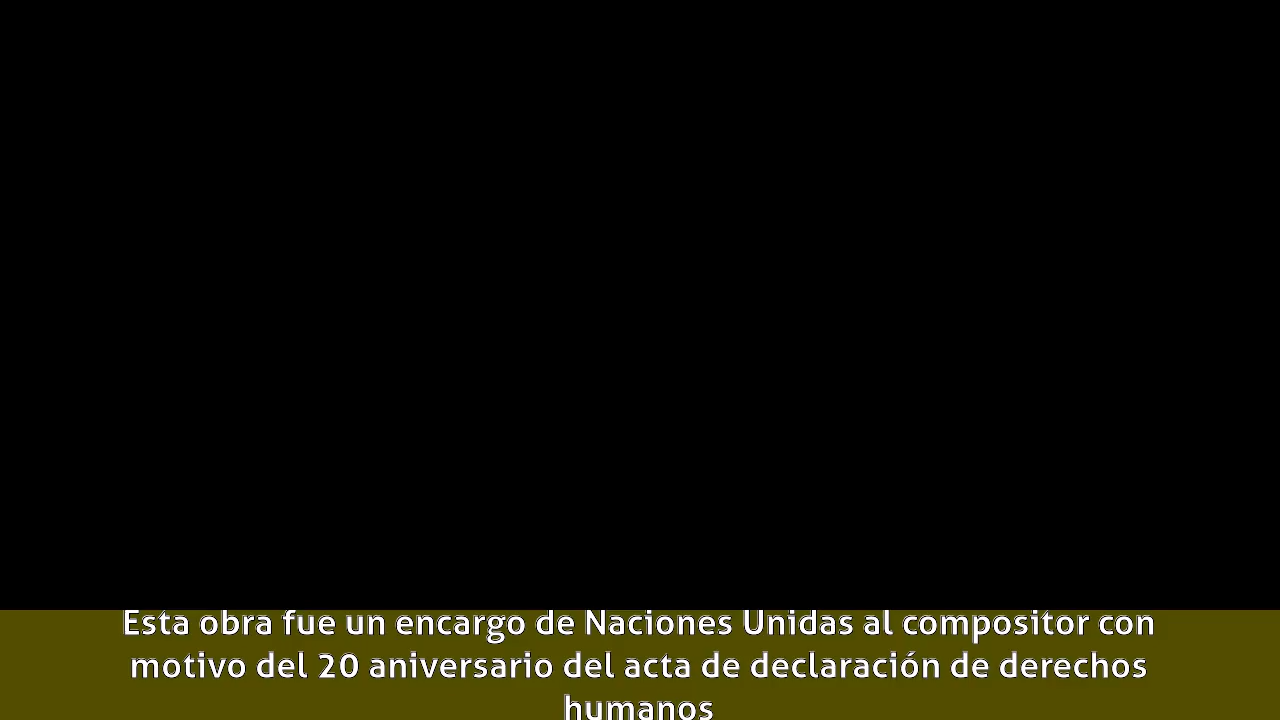 Esta obra fue un encargo de Naciones Unidas al compositor con
motivo del 20 aniversario del acta de declaración de derechos
humanos